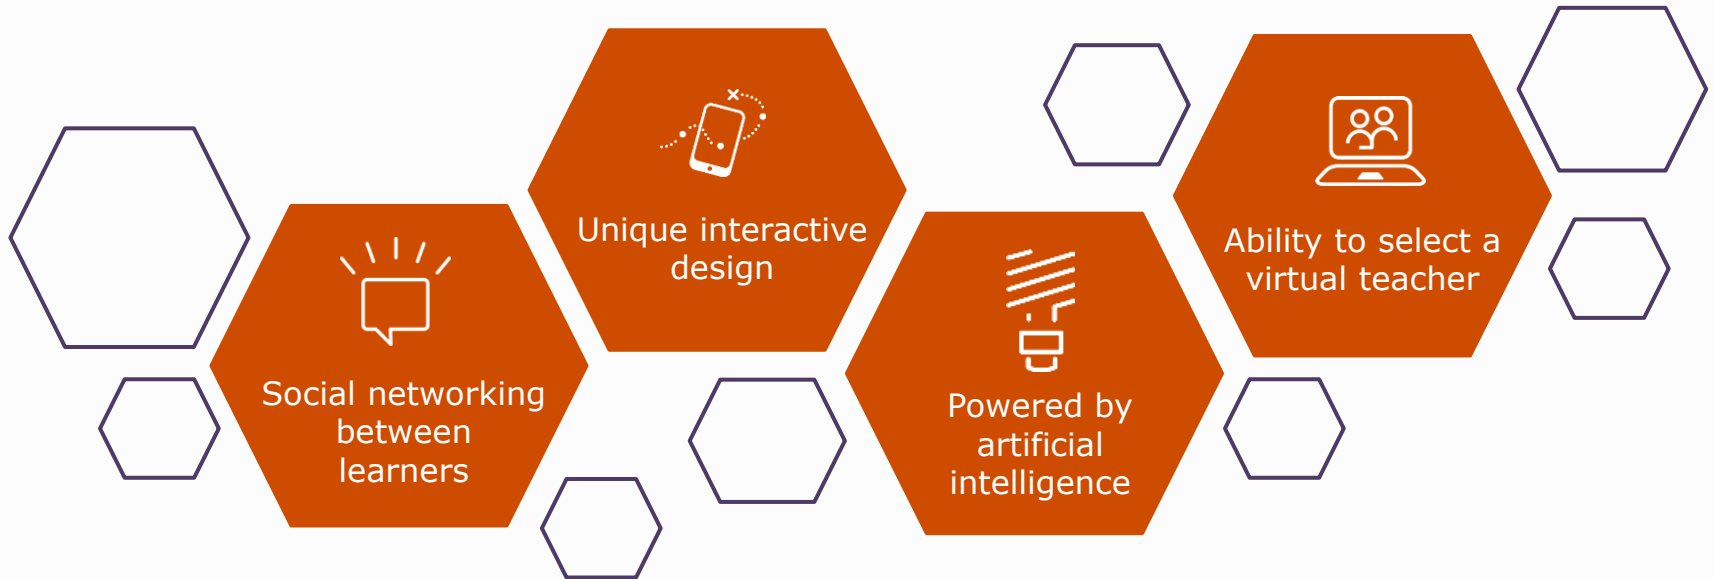 Social networking
between
learners
Unique interactive
design
Powered by
artificial
intelligence
Ability to select a
virtual teacher